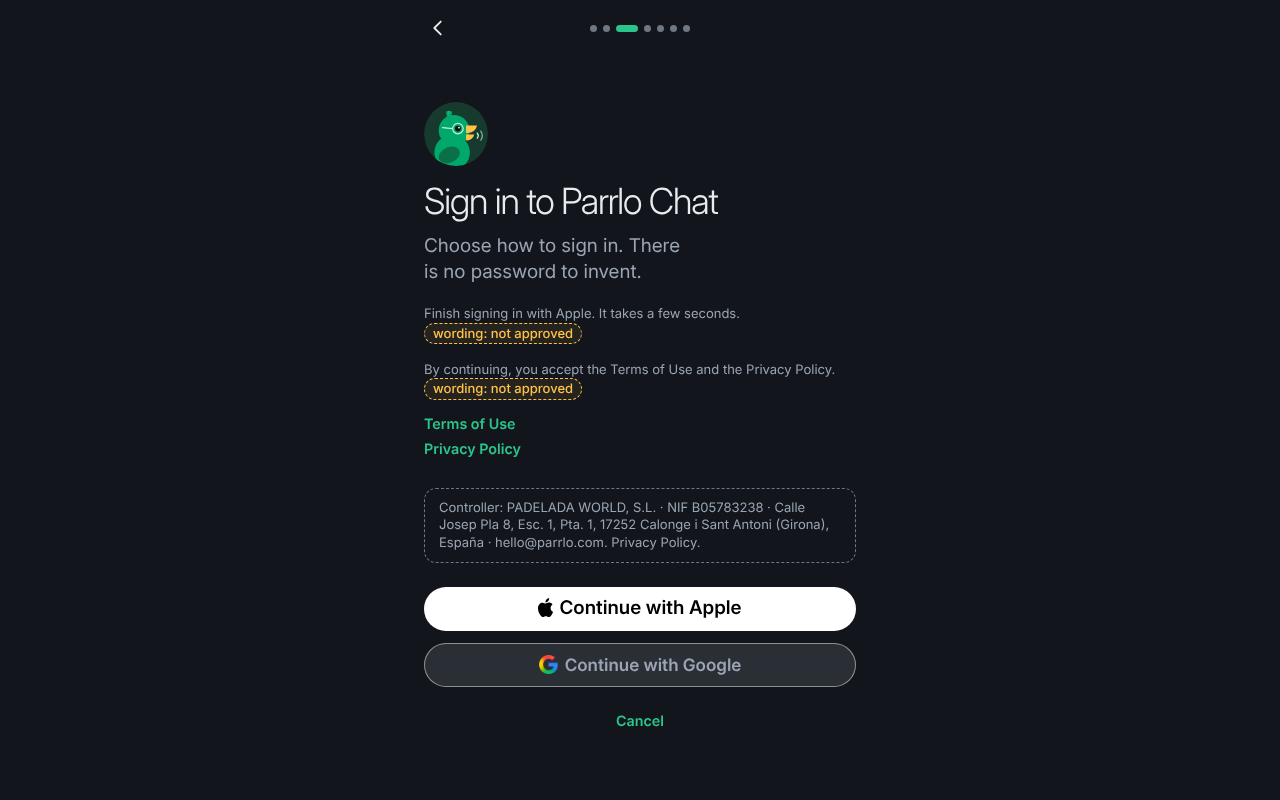 Sign in to Parrlo Chat
Choose how to sign in. There
is no password to invent.
Finish signing in with Apple. It takes a few seconds.
wording: not approved
By continuing, you accept the Terms of Use and the Privacy Policy.
wording: not approved
Terms of Use
Privacy Policy
Controller: PADELADA WORLD, S.L. · NIF B05783238 · Calle
Josep Pla 8, Esc. 1, Pta. 1, 17252 Calonge i Sant Antoni (Girona),
España · hello@parrlo.com. Privacy Policy.
Continue with Apple
Continue with Google
Cancel